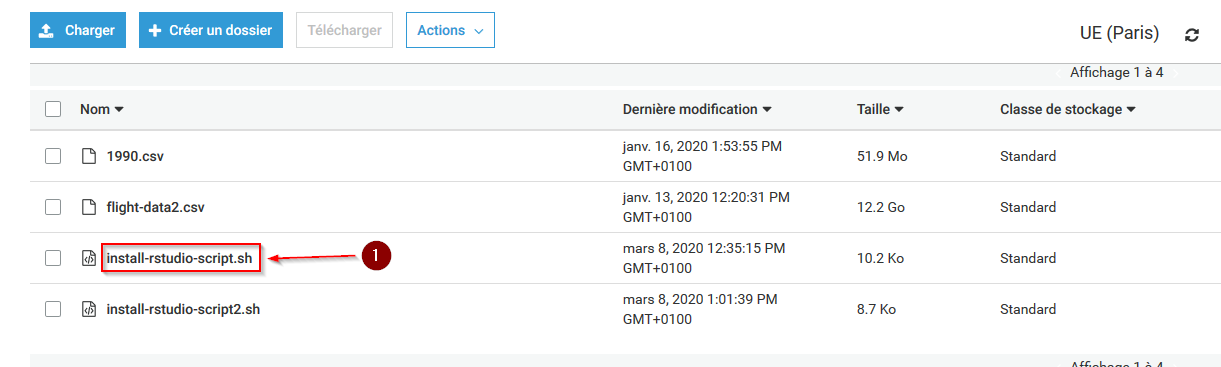 Charger
Créer un dossier
Télécharger
Actions
UE (Paris)
Affichage 1 à 4
Nom
Dernière modification
Taille
Classe de stockage
1990.csv
janv. 16, 2020 1:53:55 PM
GMT+0100
51.9 Mo
Standard
flight-data2.csv
janv. 13, 2020 12:20:31 PM
GMT+0100
12.2 Go
Standard
install-rstudio-script.sh
1
mars 8, 2020 12:35:15 PM
GMT+0100
10.2 Ko
Standard
install-rstudio-script2.sh
mars 8, 2020 1:01:39 PM
GMT+0100
8.7 Ko
Standard
Affichage 1 à 4